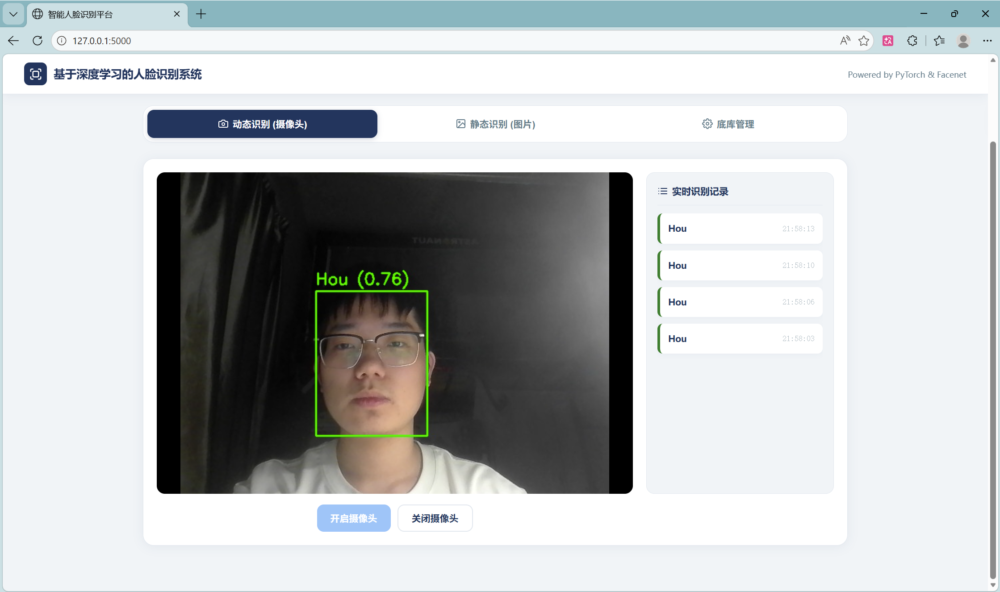 智能人脸识别平台
127.0.0.1:5000
基于深度学习的人脸识别系统
Powered by PyTorch & Facenet
动态识别 (摄像头)
静态识别 (图片)
底库管理
ASTRONAUT
Hou (0.76)
实时识别记录
Hou 21:58:13
Hou 21:58:10
Hou 21:58:06
Hou 21:58:03
开启摄像头
关闭摄像头